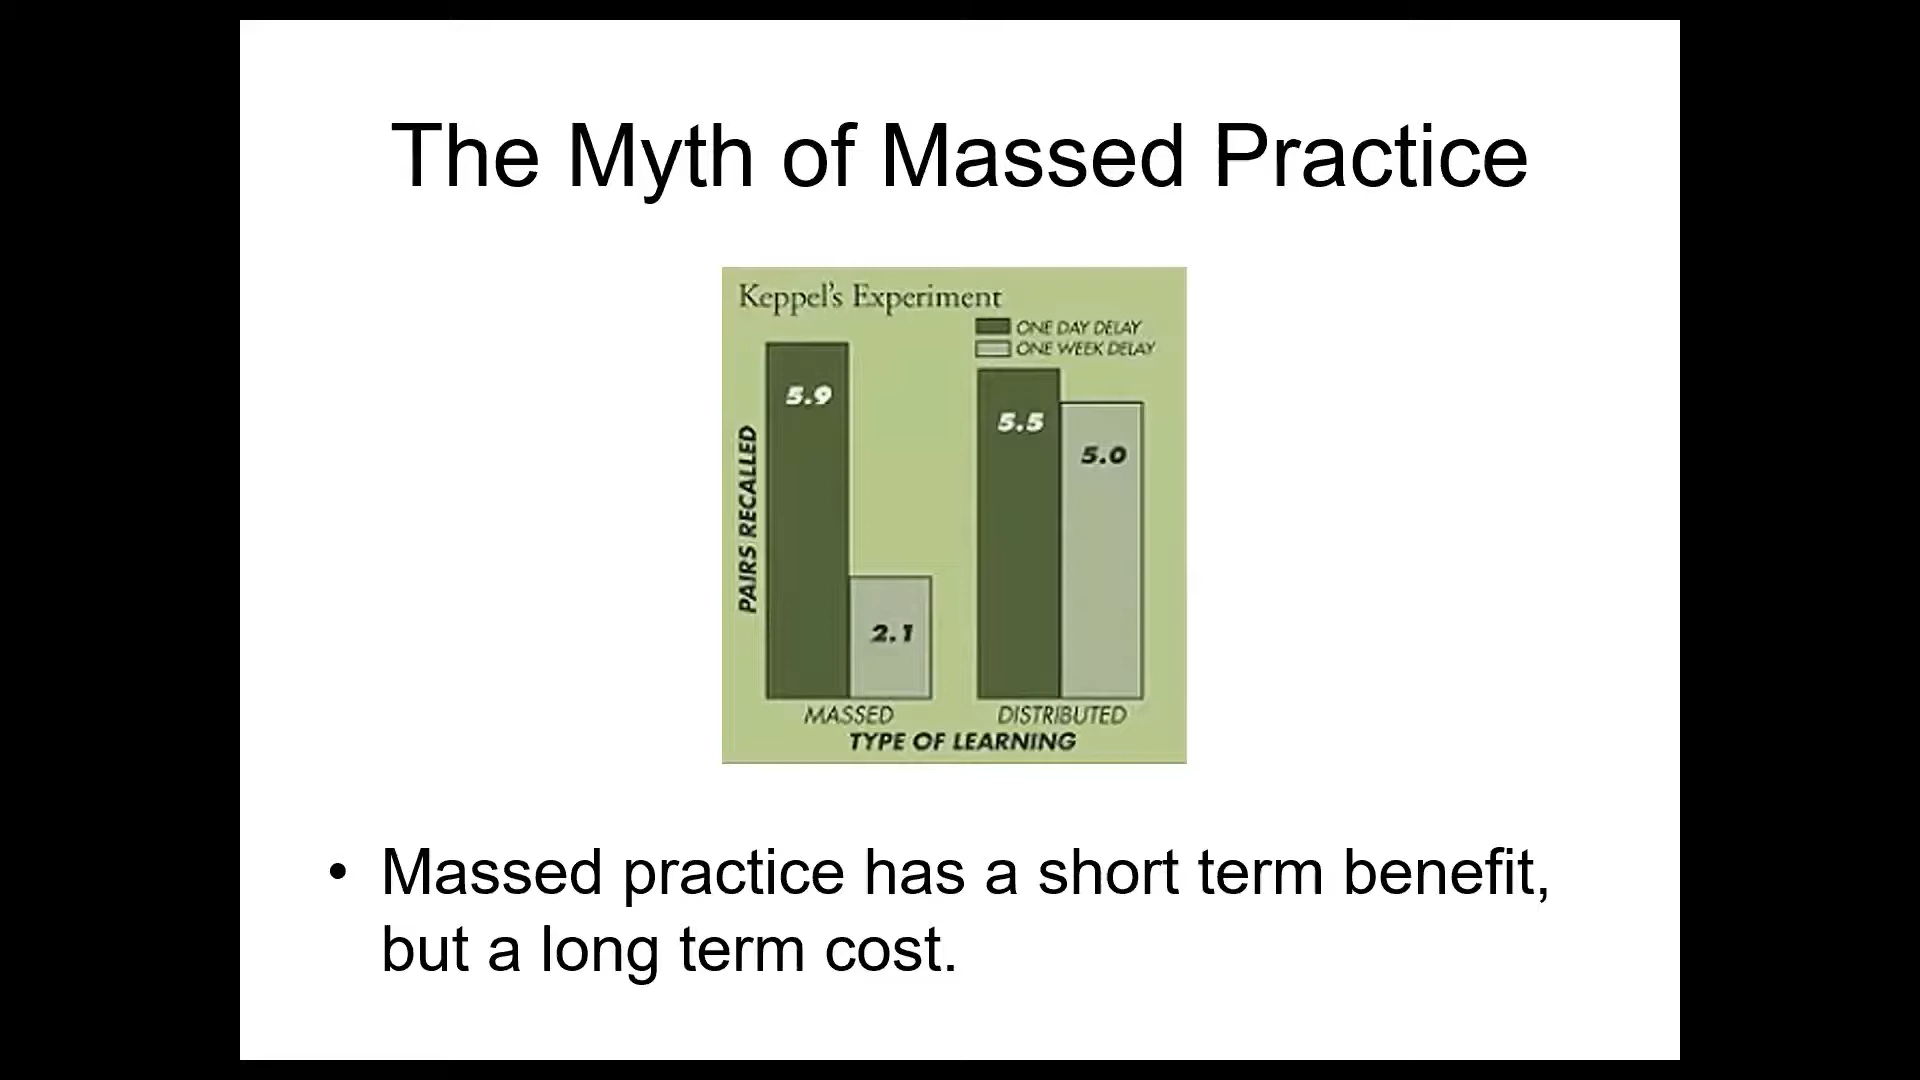 The Myth of Massed Practice
Keppel's Experiment
ONE DAY DELAY
ONE WEEK DELAY
PAIRS RECALLED
5.9
2.1
5.5
5.0
MASSED
DISTRIBUTED
TYPE OF LEARNING
• Massed practice has a short term benefit,
but a long term cost.